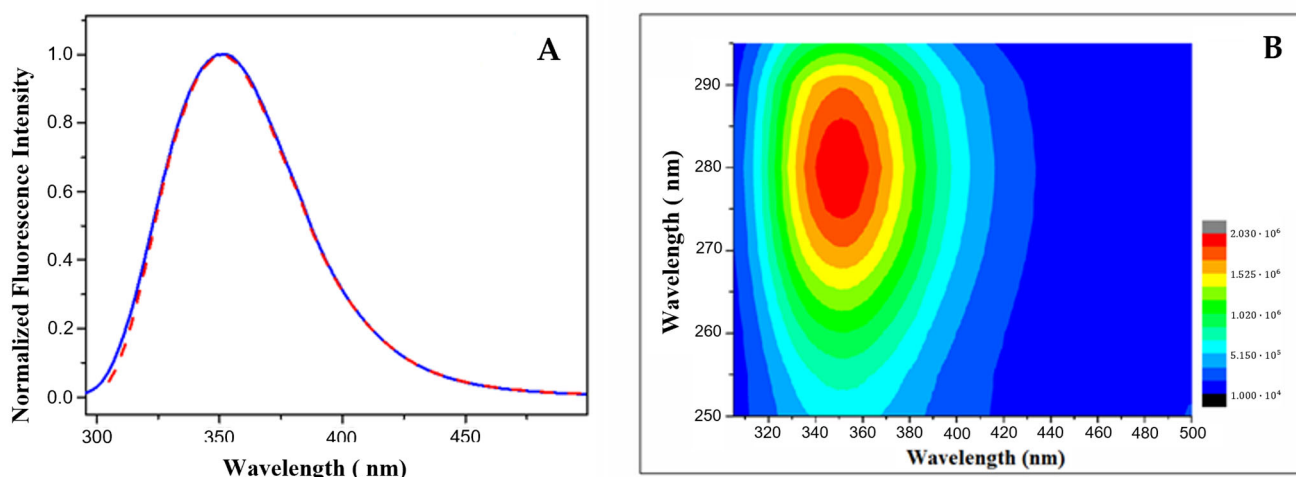 A
Normalized Fluorescence Intensity
1.0
0.8
0.6
0.4
0.2
0.0
300 350 400 450
Wavelength ( nm)
B
Wavelength ( nm)
290
280
270
260
250
320 340 360 380 400 420 440 460 480 500
Wavelength (nm)
2.030 · 10⁶
1.525 · 10⁶
1.020 · 10⁶
5.150 · 10⁵
1.000 · 10⁴